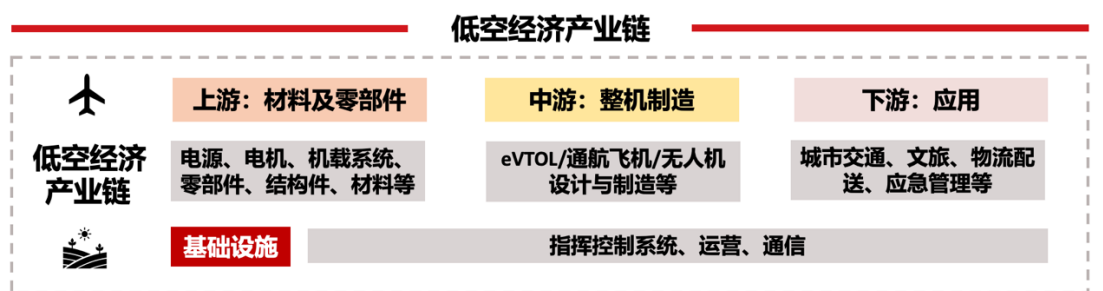 低空经济产业链
上游：材料及零部件
中游：整机制造
下游：应用
低空经济
产业链
电源、电机、机载系统、
零部件、结构件、材料等
eVTOL/通航飞机/无人机
设计与制造等
城市交通、文旅、物流配
送、应急管理等
基础设施
指挥控制系统、运营、通信